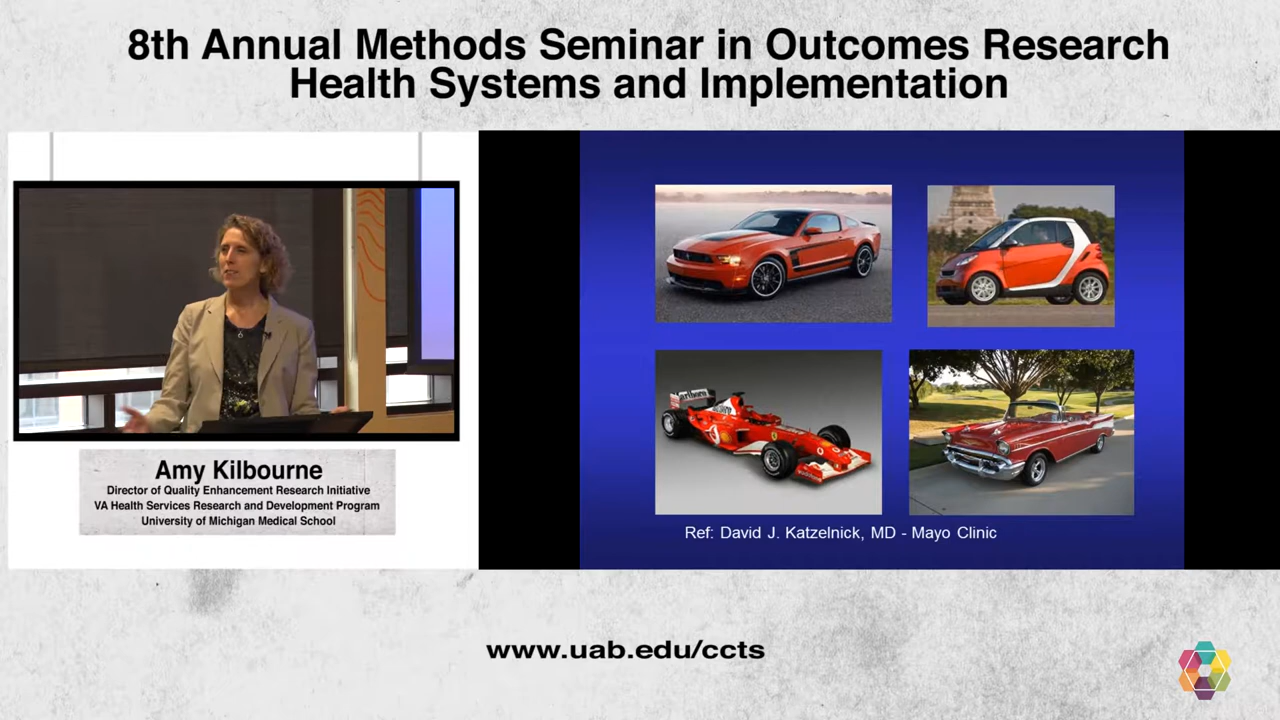 8th Annual Methods Seminar in Outcomes Research
Health Systems and Implementation
Amy Kilbourne
Director of Quality Enhancement Research Initiative
VA Health Services Research and Development Program
University of Michigan Medical School
Marlboro
Ref: David J. Katzelnick, MD - Mayo Clinic
www.uab.edu/ccts